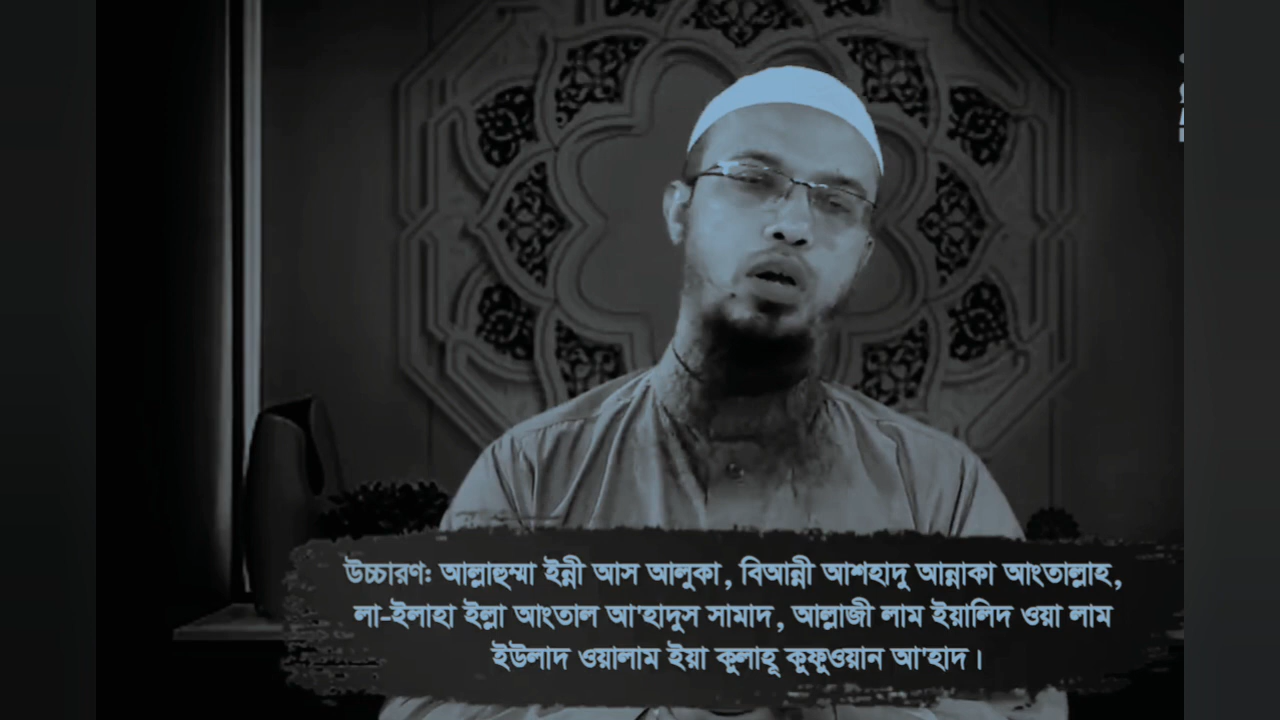 উচ্চারণ: আল্লাহুম্মা ইন্নী আস আলুকা, বিআন্নী আশহাদু আন্নাকা আংতাল্লাহ,
লা-ইলাহা ইল্লা আংতাল আ'হাদুস সামাদ, আল্লাজী লাম ইয়ালিদ ওয়া লাম
ইউলাদ ওয়ালাম ইয়া কুলাহূ কুফুওয়ান আ'হাদ।